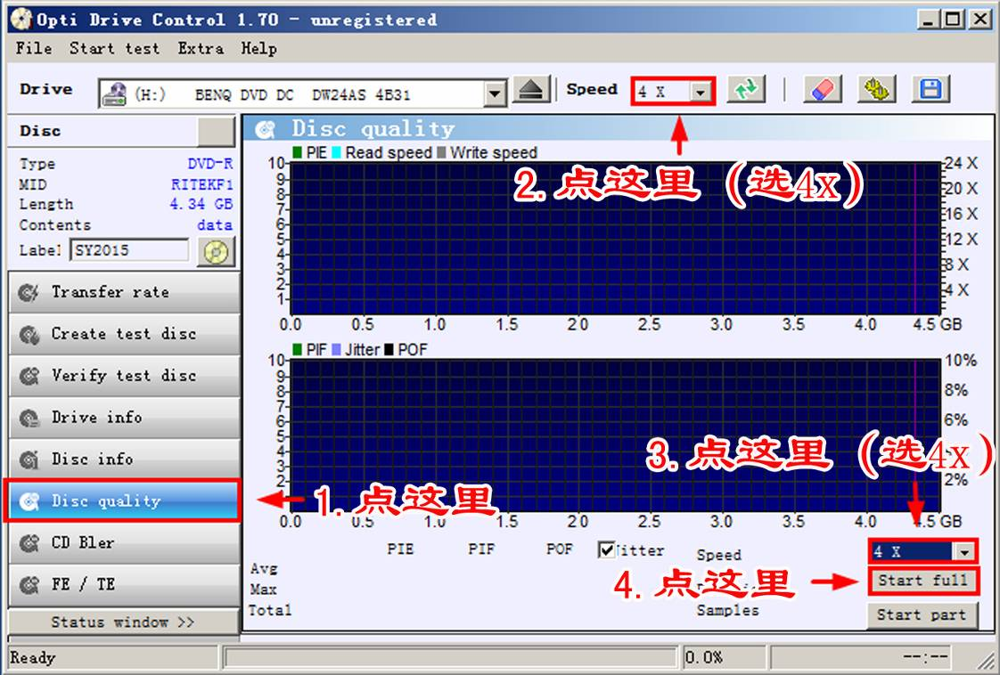 Opti Drive Control 1.70 - unregistered
File Start test Extra Help
Drive (H:) BENQ DVD DC DW24AS 4B31 Speed 4 X
Disc
Type DVD-R
MID RITEKF1
Length 4.34 GB
Contents data
Label SY2015
Transfer rate
Create test disc
Verify test disc
Drive info
Disc info
Disc quality
CD Bler
FE / TE
Status window >>
Disc quality
PIE Read speed Write speed
10
9
8
7
6
5
4
3
2
1
24 X
20 X
16 X
12 X
8 X
4 X
0.0 0.5 1.0 1.5 2.0 2.5 3.0 3.5 4.0 4.5 GB
2.点这里（选4x）
PIF Jitter POF
10
9
8
7
6
5
4
3
2
10%
8%
6%
2%
0.0 0.5 1.0 1.5 2.0 2.5 3.0 3.5 4.0 4.5 GB
3.点这里（选4x）
1.点这里
PIE PIF POF Jitter Speed 4 X
Avg
Max
Total
4.点这里
Start full
Samples
Start part
Ready 0.0% --:--